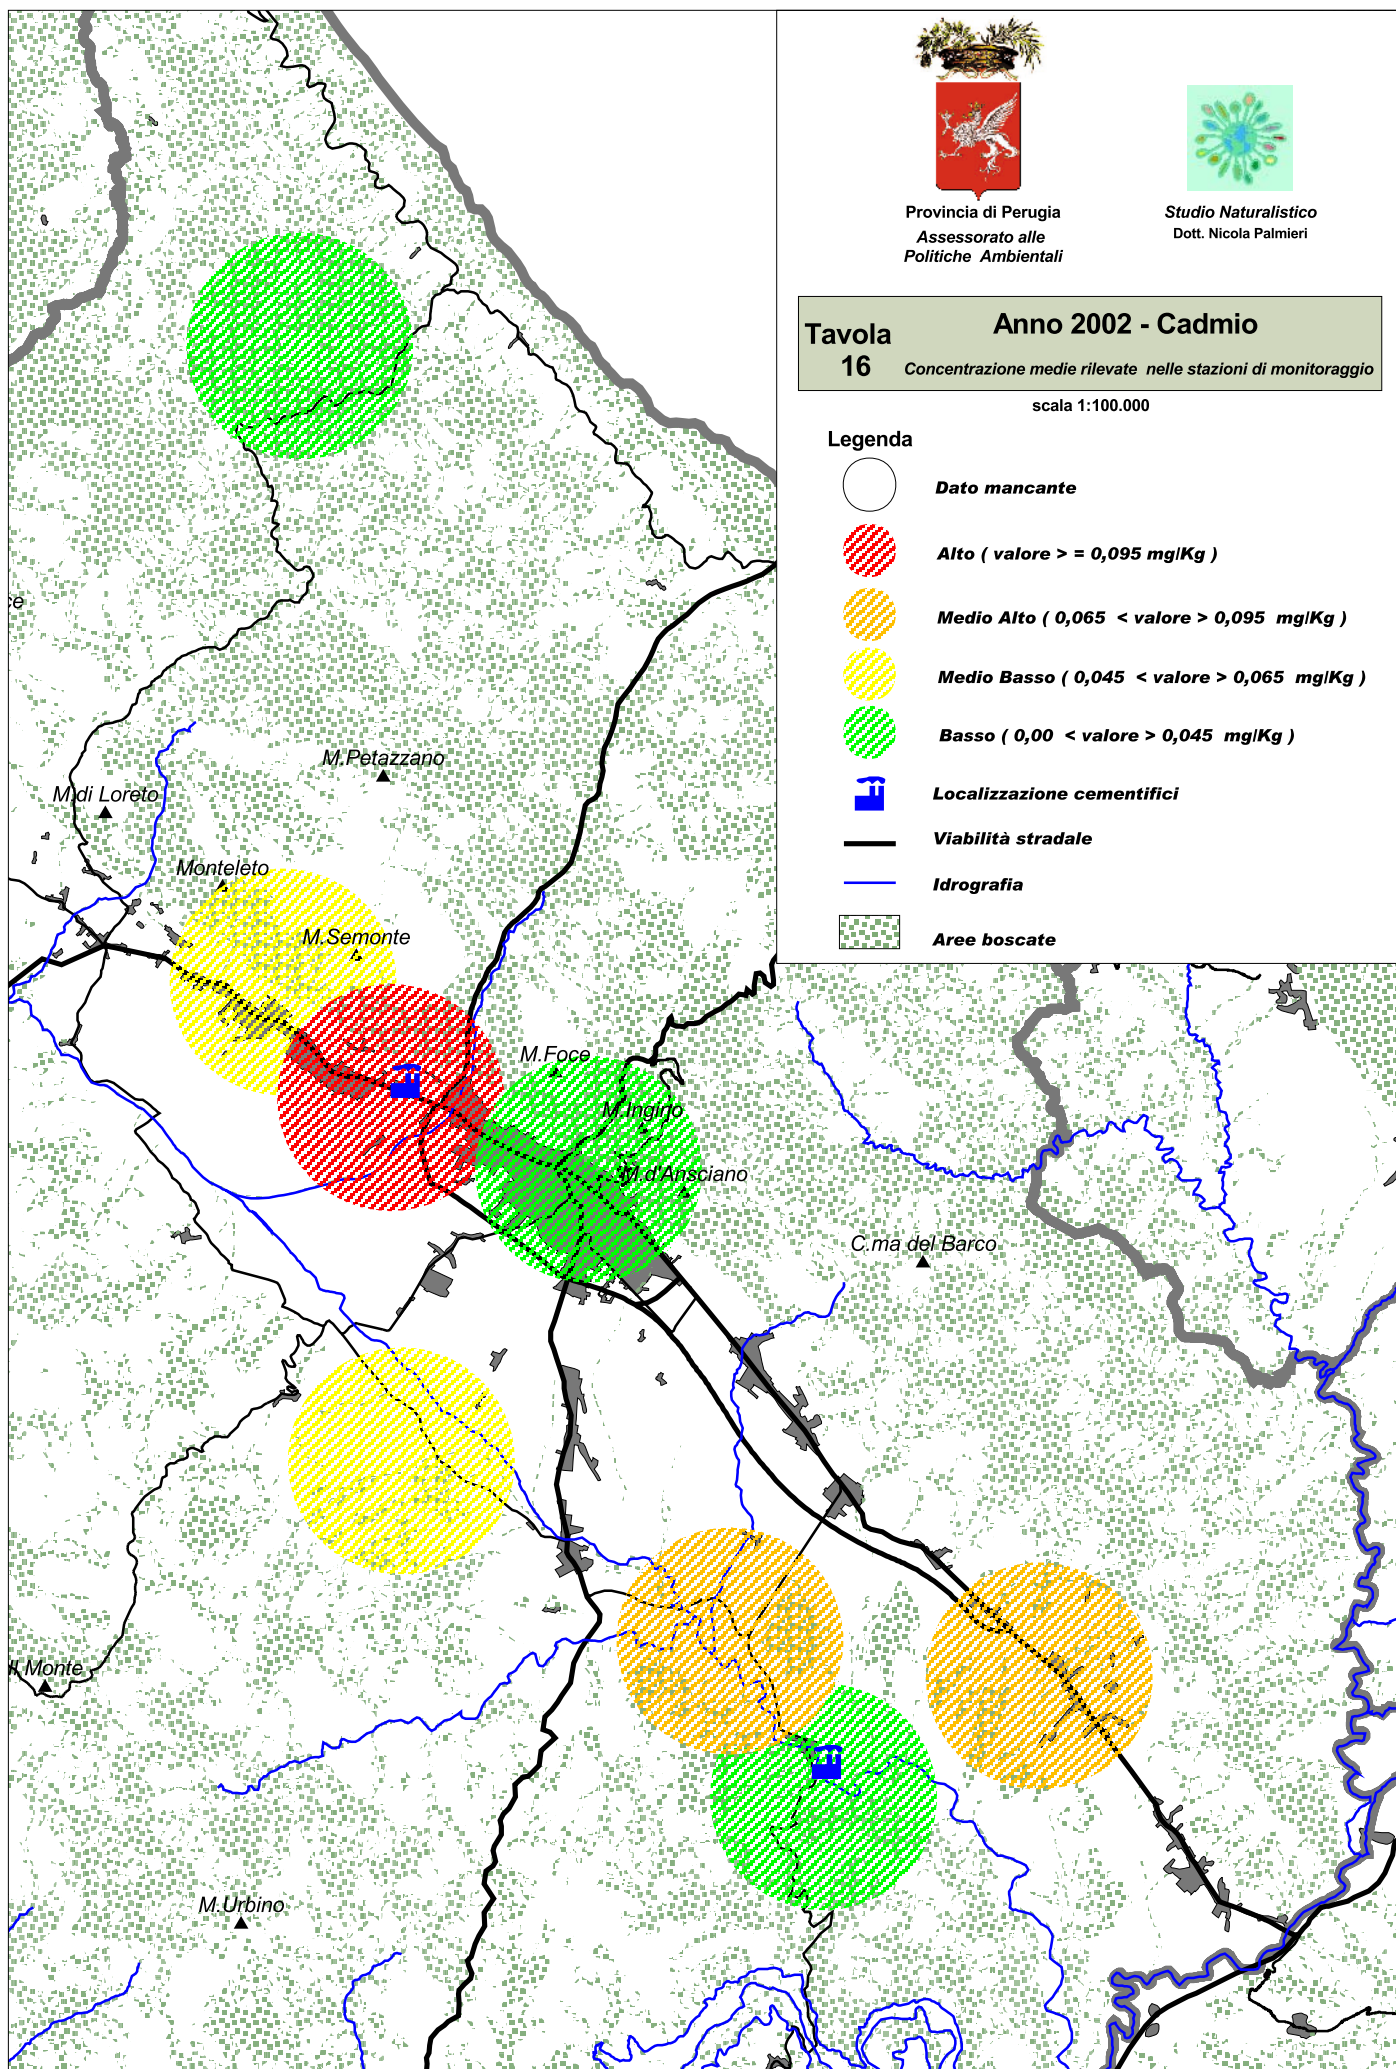 Provincia di Perugia
Assessorato alle
Politiche Ambientali
Studio Naturalistico
Dott. Nicola Palmieri
Tavola
16
Anno 2002 - Cadmio
Concentrazione medie rilevate nelle stazioni di monitoraggio
scala 1:100.000
Legenda
Dato mancante
Alto ( valore > = 0,095 mg/Kg )
Medio Alto ( 0,065 < valore > 0,095 mg/Kg )
Medio Basso ( 0,045 < valore > 0,065 mg/Kg )
Basso ( 0,00 < valore > 0,045 mg/Kg )
Localizzazione cementifici
Viabilità stradale
Idrografia
Aree boscate
M.Petazzano
M.di Loreto
Monteleto
M.Semonte
M.Foce
M.Ingino
M.d'Ansciano
C.ma del Barco
Il Monte
M.Urbino